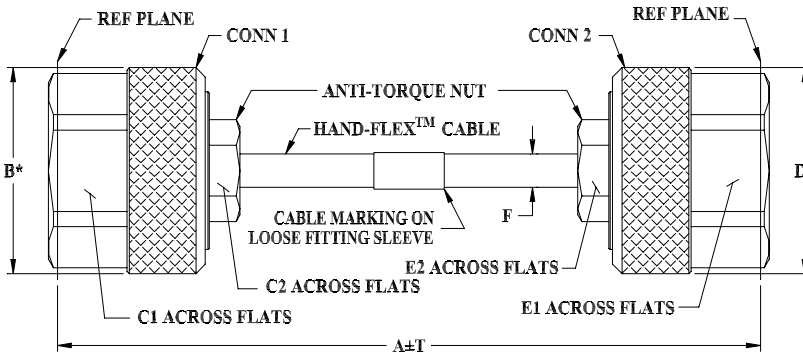 REF PLANE
REF PLANE
CONN 1
CONN 2
ANTI-TORQUE NUT
HAND-FLEX™ CABLE
B*
D
F
CABLE MARKING ON
LOOSE FITTING SLEEVE
E2 ACROSS FLATS
C2 ACROSS FLATS
E1 ACROSS FLATS
C1 ACROSS FLATS
A±T